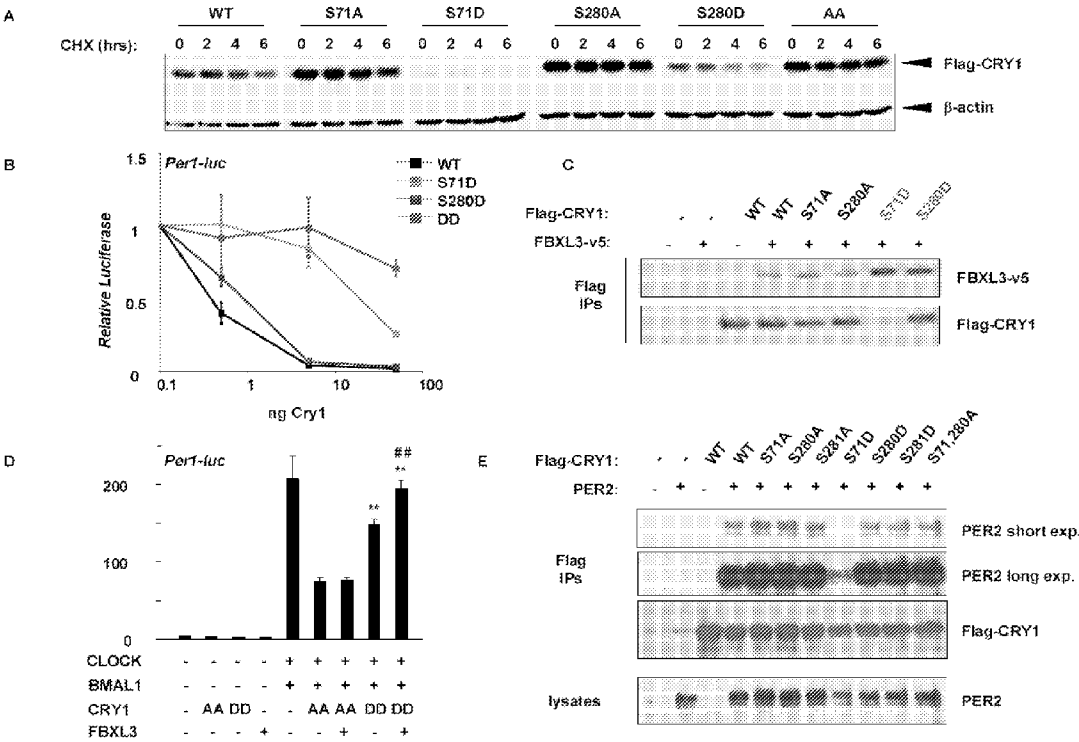 A
WT S71A S71D S280A S280D AA
CHX (hrs): 0 2 4 6 0 2 4 6 0 2 4 6 0 2 4 6 0 2 4 6 0 2 4 6
Flag-CRY1
β-actin
B
Per1-luc
WT
S71D
S280D
DD
1.5
1
0.5
0
Relative Luciferase
0.1 1 10 100
ng Cry1
C
Flag-CRY1: - - WT WT S71A S280A S71D S280D
FBXL3-v5: - + - + + + + +
Flag IPs
FBXL3-v5
Flag-CRY1
D
Per1-luc
200
100
0
##
**
**
CLOCK - - - - + + + + +
BMAL1 - - - - + + + + +
CRY1 - AA DD - - AA AA DD DD
FBXL3 - - - + - - + - +
E
Flag-CRY1: - - WT WT S71A S280A S281A S71D S280D S281D S71,280A
PER2: - + - + + + + + + + +
Flag IPs
PER2 short exp.
PER2 long exp.
Flag-CRY1
lysates
PER2